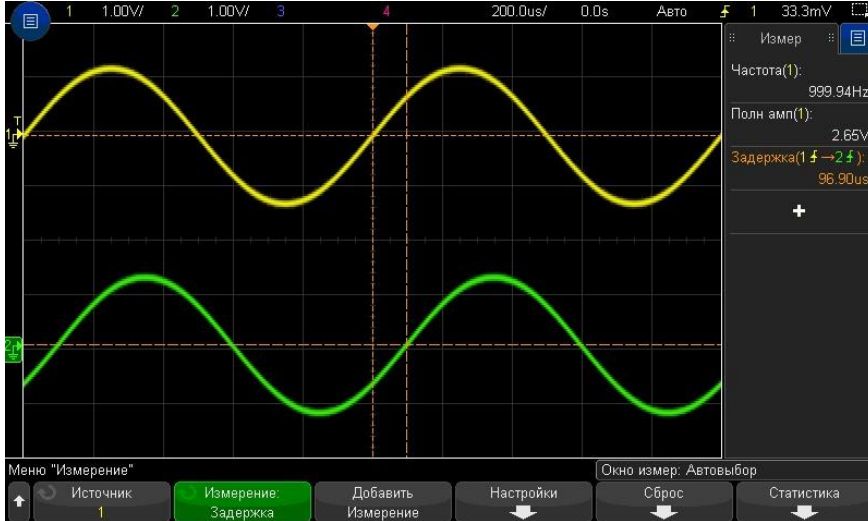 1 1.00V/ 2 1.00V/ 3 4 200.0us/ 0.0s Авто 1 33.3mV
Измер
Частота(1):
999.94Hz
Полн амп(1):
2.65V
Задержка(1→2):
96.90us
+
T
1
2
Меню "Измерение"
Окно измер: Автовыбор
Источник
1
Измерение:
Задержка
Добавить
Измерение
Настройки
Сброс
Статистика